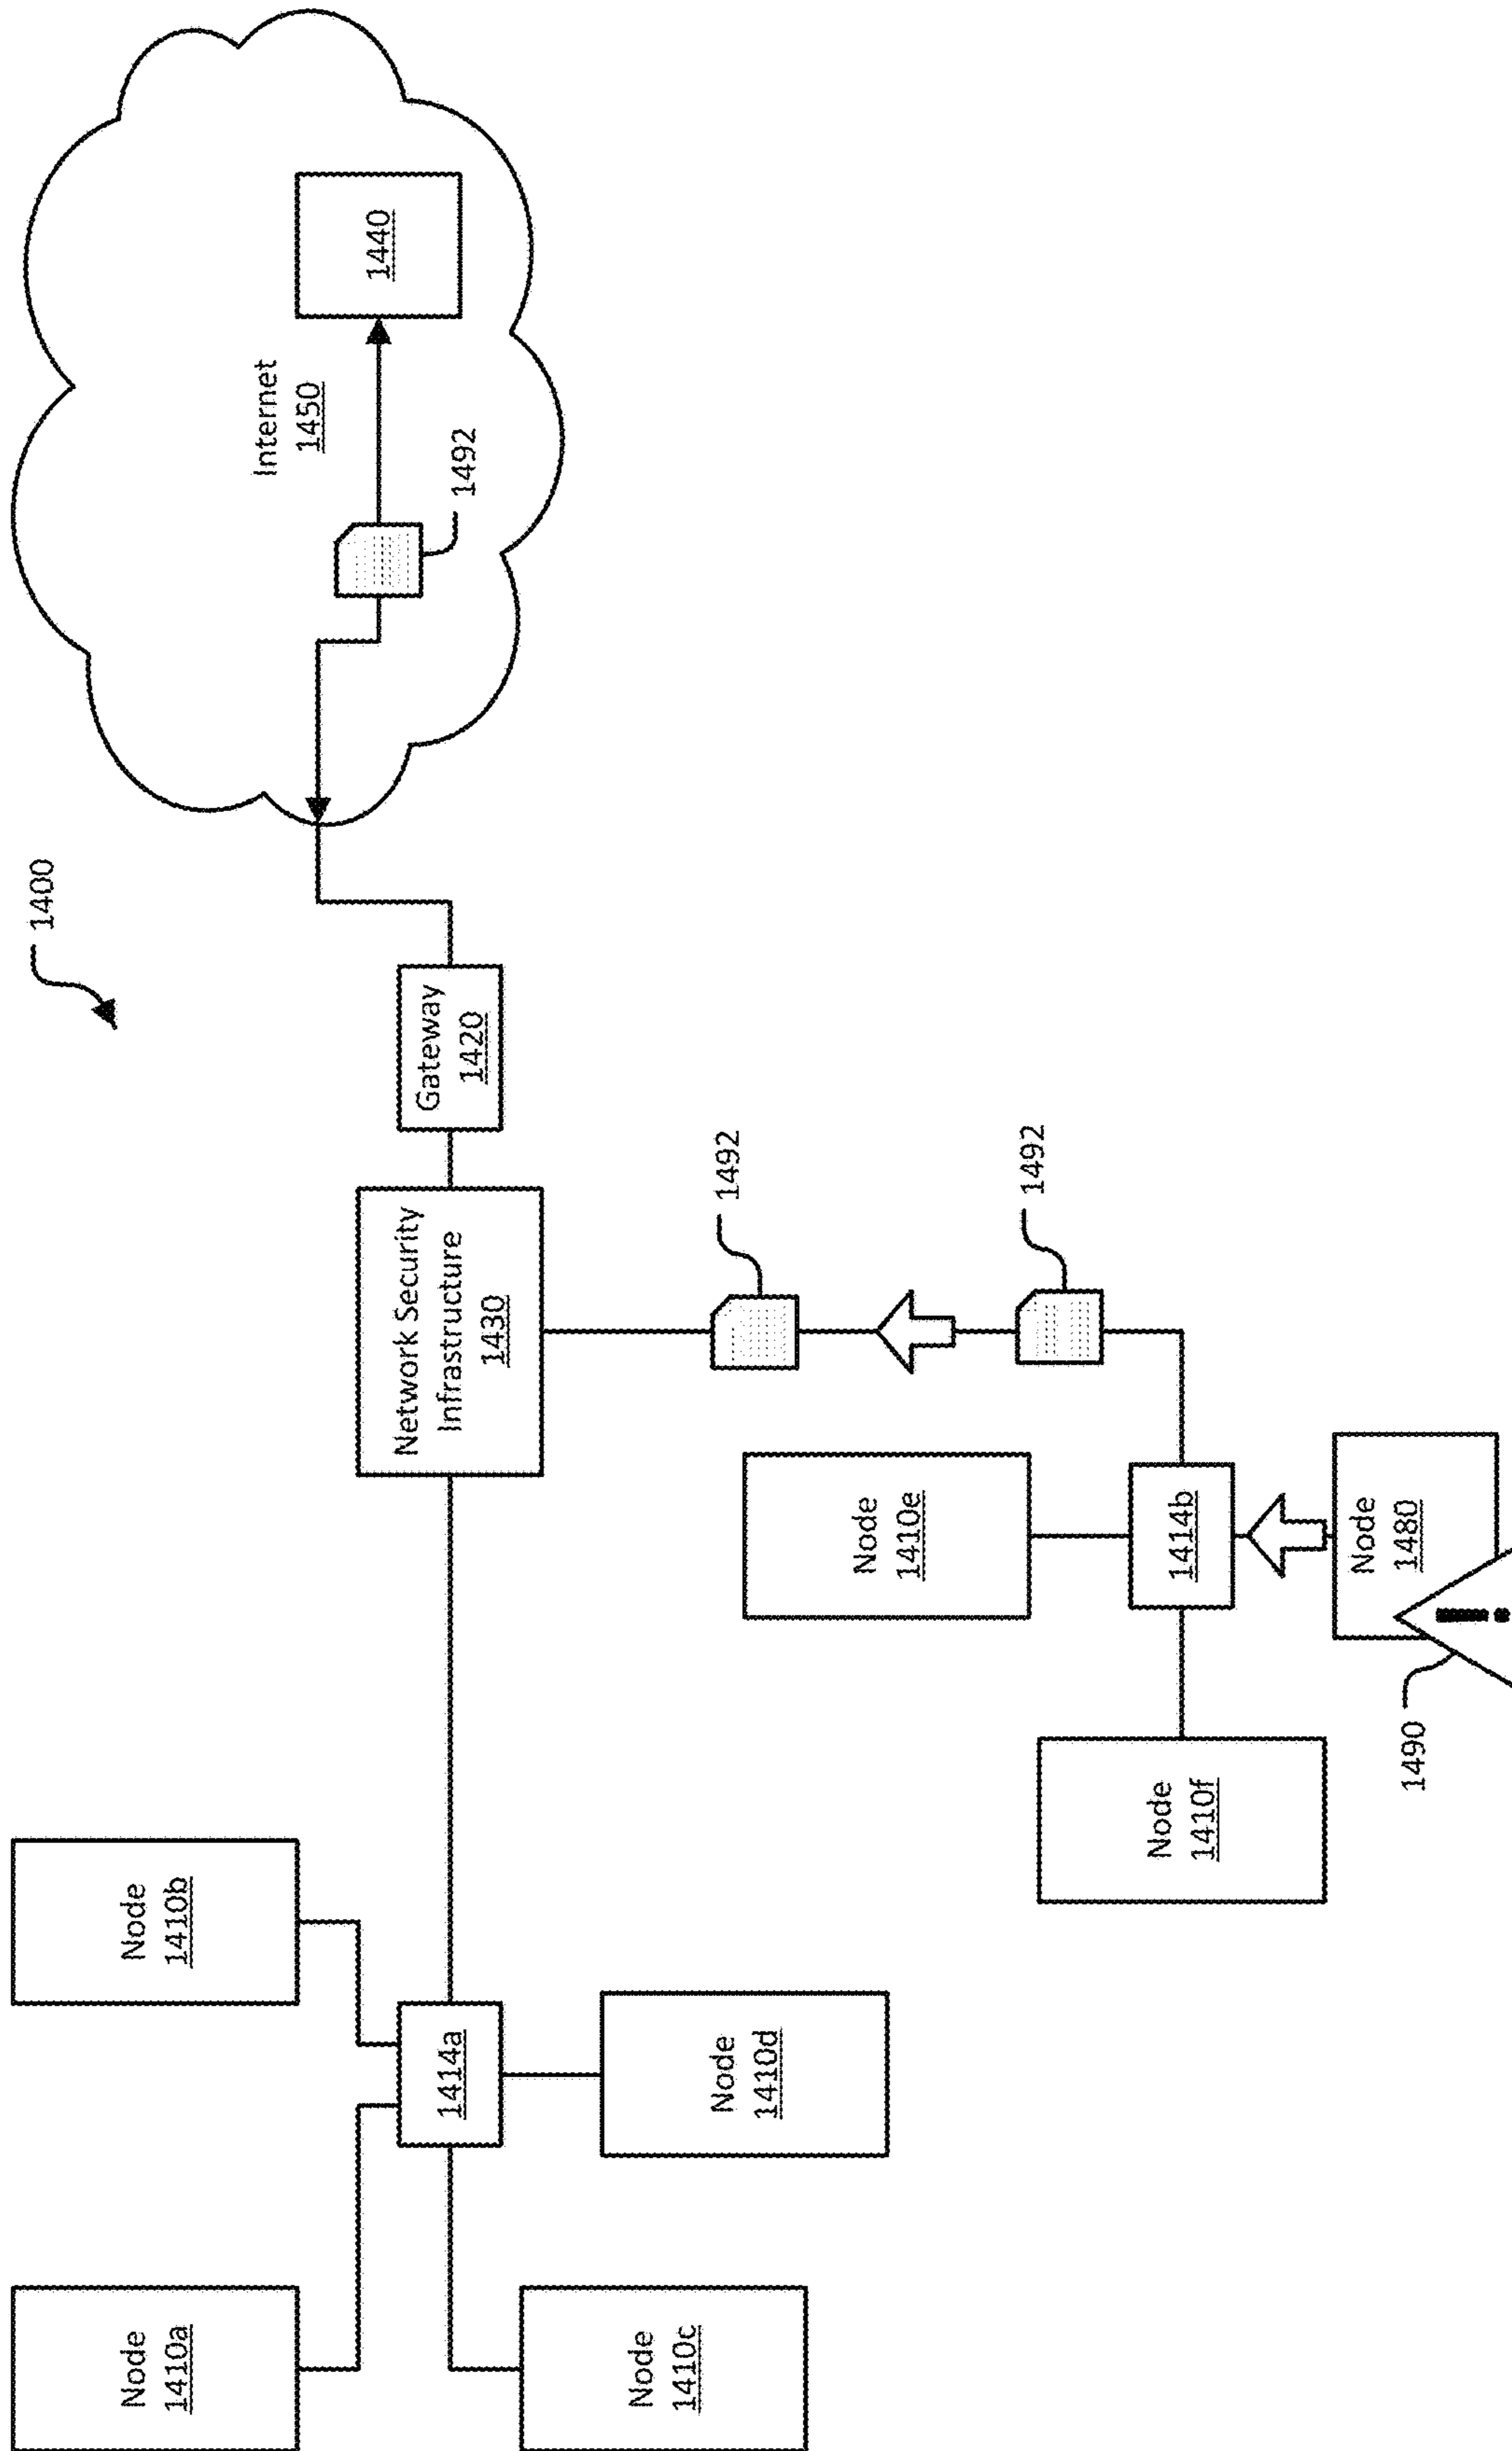 1400
Node
1410a
Node
1410b
Node
1410c
Node
1410d
1414a
Network Security
Infrastructure
1430
Gateway
1420
Internet
1450
1440
1492
1492
1492
Node
1410e
Node
1410f
1414b
Node
1480
1490
!